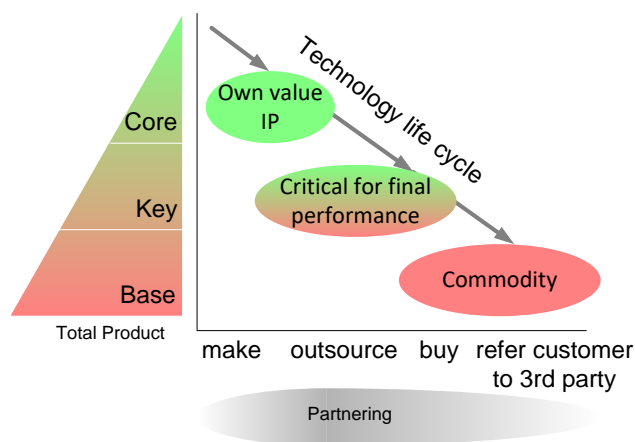 Technology life cycle
Own value
IP
Core
Critical for final
performance
Key
Commodity
Base
Total Product
make outsource buy refer customer
to 3rd party
Partnering